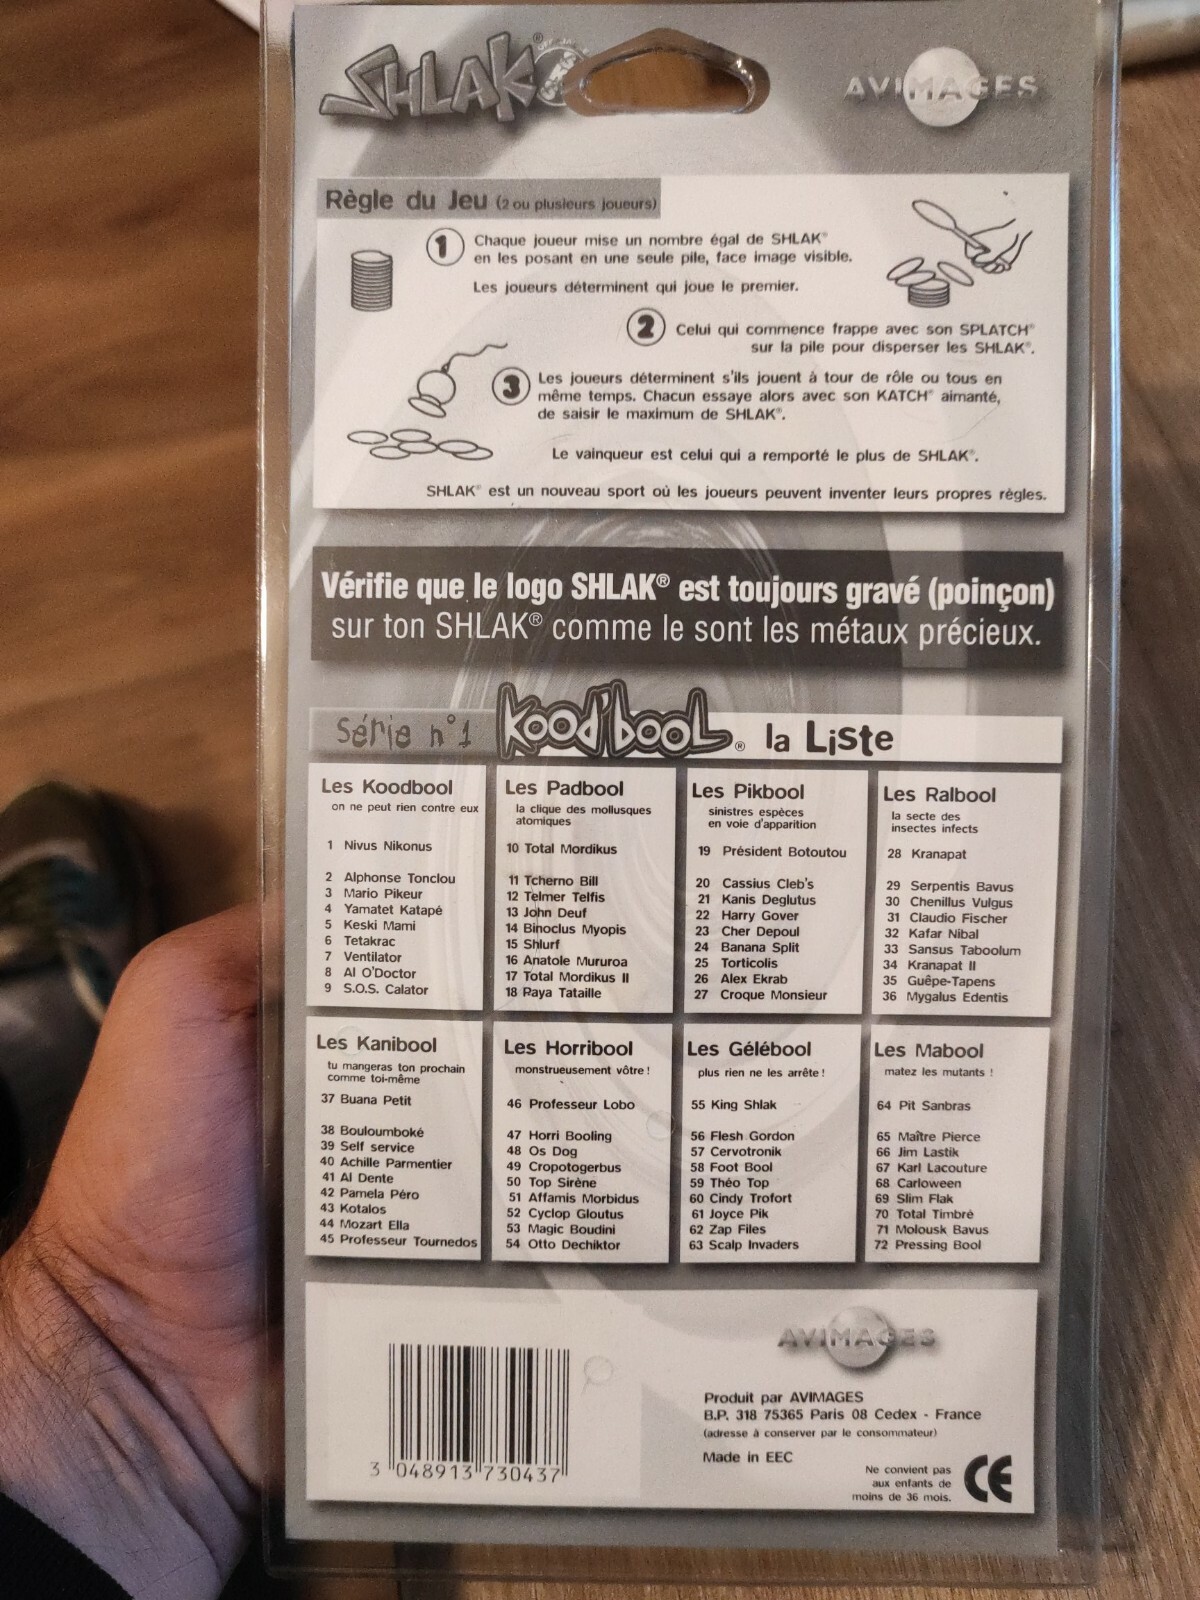 SHLAK®
AVIMAGES
Règle du Jeu (2 ou plusieurs joueurs)
1 Chaque joueur mise un nombre égal de SHLAK®
en les posant en une seule pile, face image visible.
Les joueurs déterminent qui joue le premier.
2 Celui qui commence frappe avec son SPLATCH®
sur la pile pour disperser les SHLAK®.
3 Les joueurs déterminent s'ils jouent à tour de rôle ou tous en
même temps. Chacun essaye alors avec son KATCH® aimanté,
de saisir le maximum de SHLAK®.
Le vainqueur est celui qui a remporté le plus de SHLAK®.
SHLAK® est un nouveau sport où les joueurs peuvent inventer leurs propres règles.
Vérifie que le logo SHLAK® est toujours gravé (poinçon)
sur ton SHLAK® comme le sont les métaux précieux.
Série n°1 Kood'bool® la Liste
Les Koodbool
on ne peut rien contre eux
1 Nivus Nikonus
2 Alphonse Tonclou
3 Mario Pikeur
4 Yamatet Katapé
5 Keski Mami
6 Tetakrac
7 Ventilator
8 Al O'Doctor
9 S.O.S. Calator
Les Padbool
la clique des mollusques
atomiques
10 Total Mordikus
11 Tcherno Bill
12 Telmer Telfis
13 John Deuf
14 Binoclus Myopis
15 Shlurf
16 Anatole Mururoa
17 Total Mordikus II
18 Paya Tataille
Les Pikbool
sinistres espèces
en voie d'apparition
19 Président Botoutou
20 Cassius Cleb's
21 Kanis Deglutus
22 Harry Gover
23 Cher Depoul
24 Banana Split
25 Torticolis
26 Alex Ekrab
27 Croque Monsieur
Les Ralbool
la secte des
insectes infects
28 Kranapat
29 Serpentis Bavus
30 Chenillus Vulgus
31 Claudio Fischer
32 Kafar Nibal
33 Sansus Taboolum
34 Kranapat II
35 Guêpe-Tapens
36 Mygalus Edentis
Les Kanibool
tu mangeras ton prochain
comme toi-même
37 Buana Petit
38 Bouloumboké
39 Self service
40 Achille Parmentier
41 Al Dente
42 Pamela Péro
43 Kotalos
44 Mozart Ella
45 Professeur Tournedos
Les Horribool
monstrueusement vôtre !
46 Professeur Lobo
47 Horri Booling
48 Os Dog
49 Cropotogerbus
50 Top Sirène
51 Affamis Morbidus
52 Cyclop Gloutus
53 Magic Boudini
54 Otto Dechiktor
Les Gélébool
plus rien ne les arrête !
55 King Shlak
56 Flesh Gordon
57 Cervotronik
58 Foot Bool
59 Théo Top
60 Cindy Trofort
61 Joyce Pik
62 Zap Files
63 Scalp Invaders
Les Mabool
matez les mutants !
64 Pit Sanbras
65 Maître Pierce
66 Jim Lastik
67 Karl Lacouture
68 Carloween
69 Slim Flak
70 Total Timbré
71 Molousk Bavus
72 Pressing Bool
3 048913 730437
AVIMAGES
Produit par AVIMAGES
B.P. 318 75365 Paris 08 Cedex - France
(adresse à conserver par le consommateur)
Made in EEC
Ne convient pas
aux enfants de
moins de 36 mois.
CE